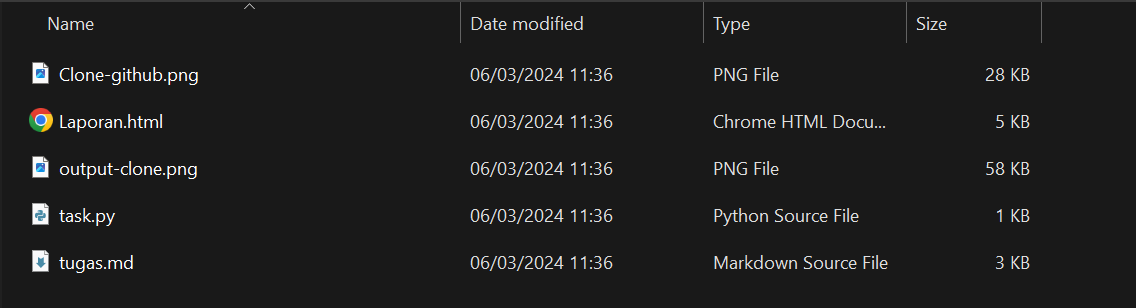 Name Date modified Type Size
Clone-github.png 06/03/2024 11:36 PNG File 28 KB
Laporan.html 06/03/2024 11:36 Chrome HTML Docu... 5 KB
output-clone.png 06/03/2024 11:36 PNG File 58 KB
task.py 06/03/2024 11:36 Python Source File 1 KB
tugas.md 06/03/2024 11:36 Markdown Source File 3 KB